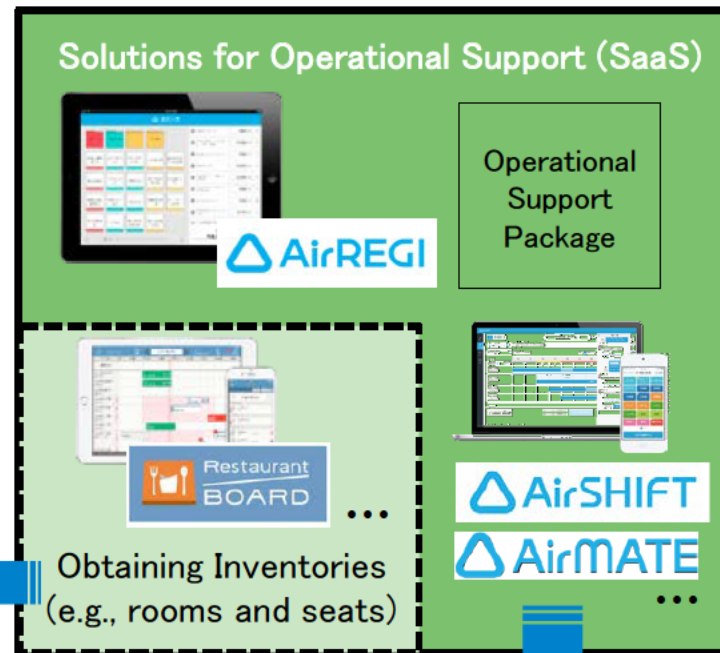 Solutions for Operational Support (SaaS)
Operational
Support
Package
AirREGI
Restaurant
BOARD
...
Obtaining Inventories
(e.g., rooms and seats)
AirSHIFT
AirMATE
...